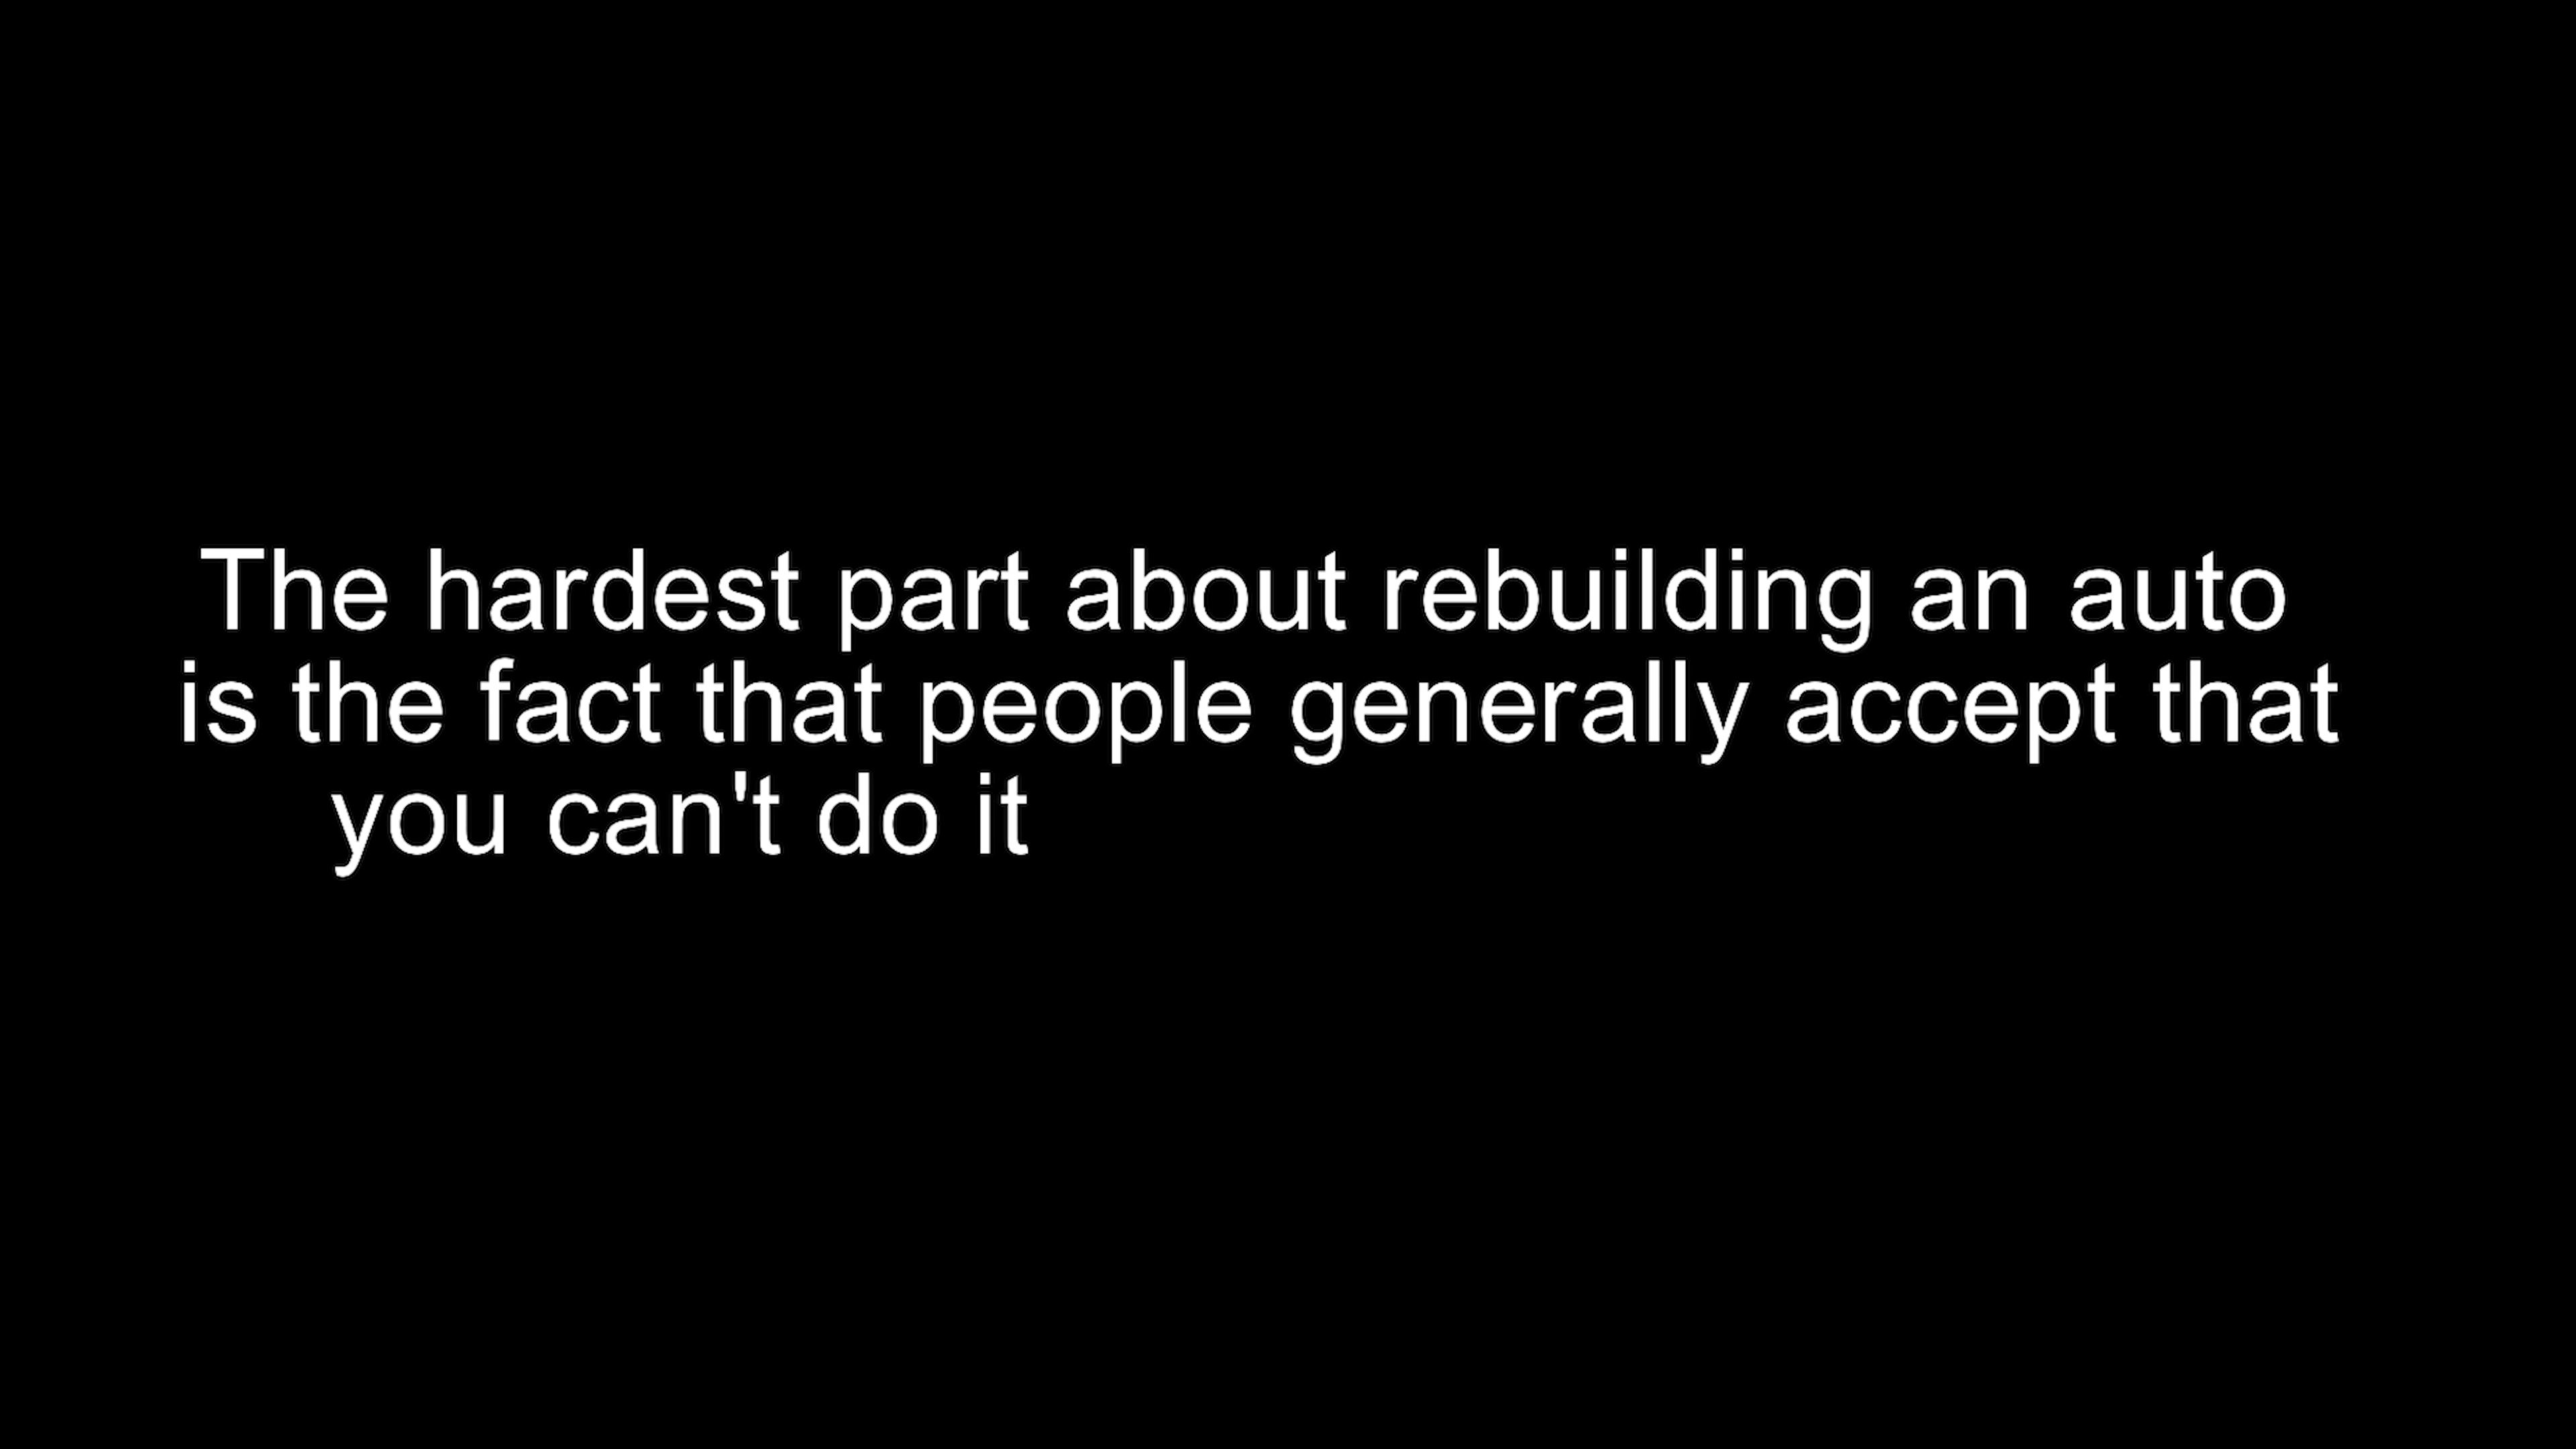 The hardest part about rebuilding an auto
is the fact that people generally accept that
you can't do it